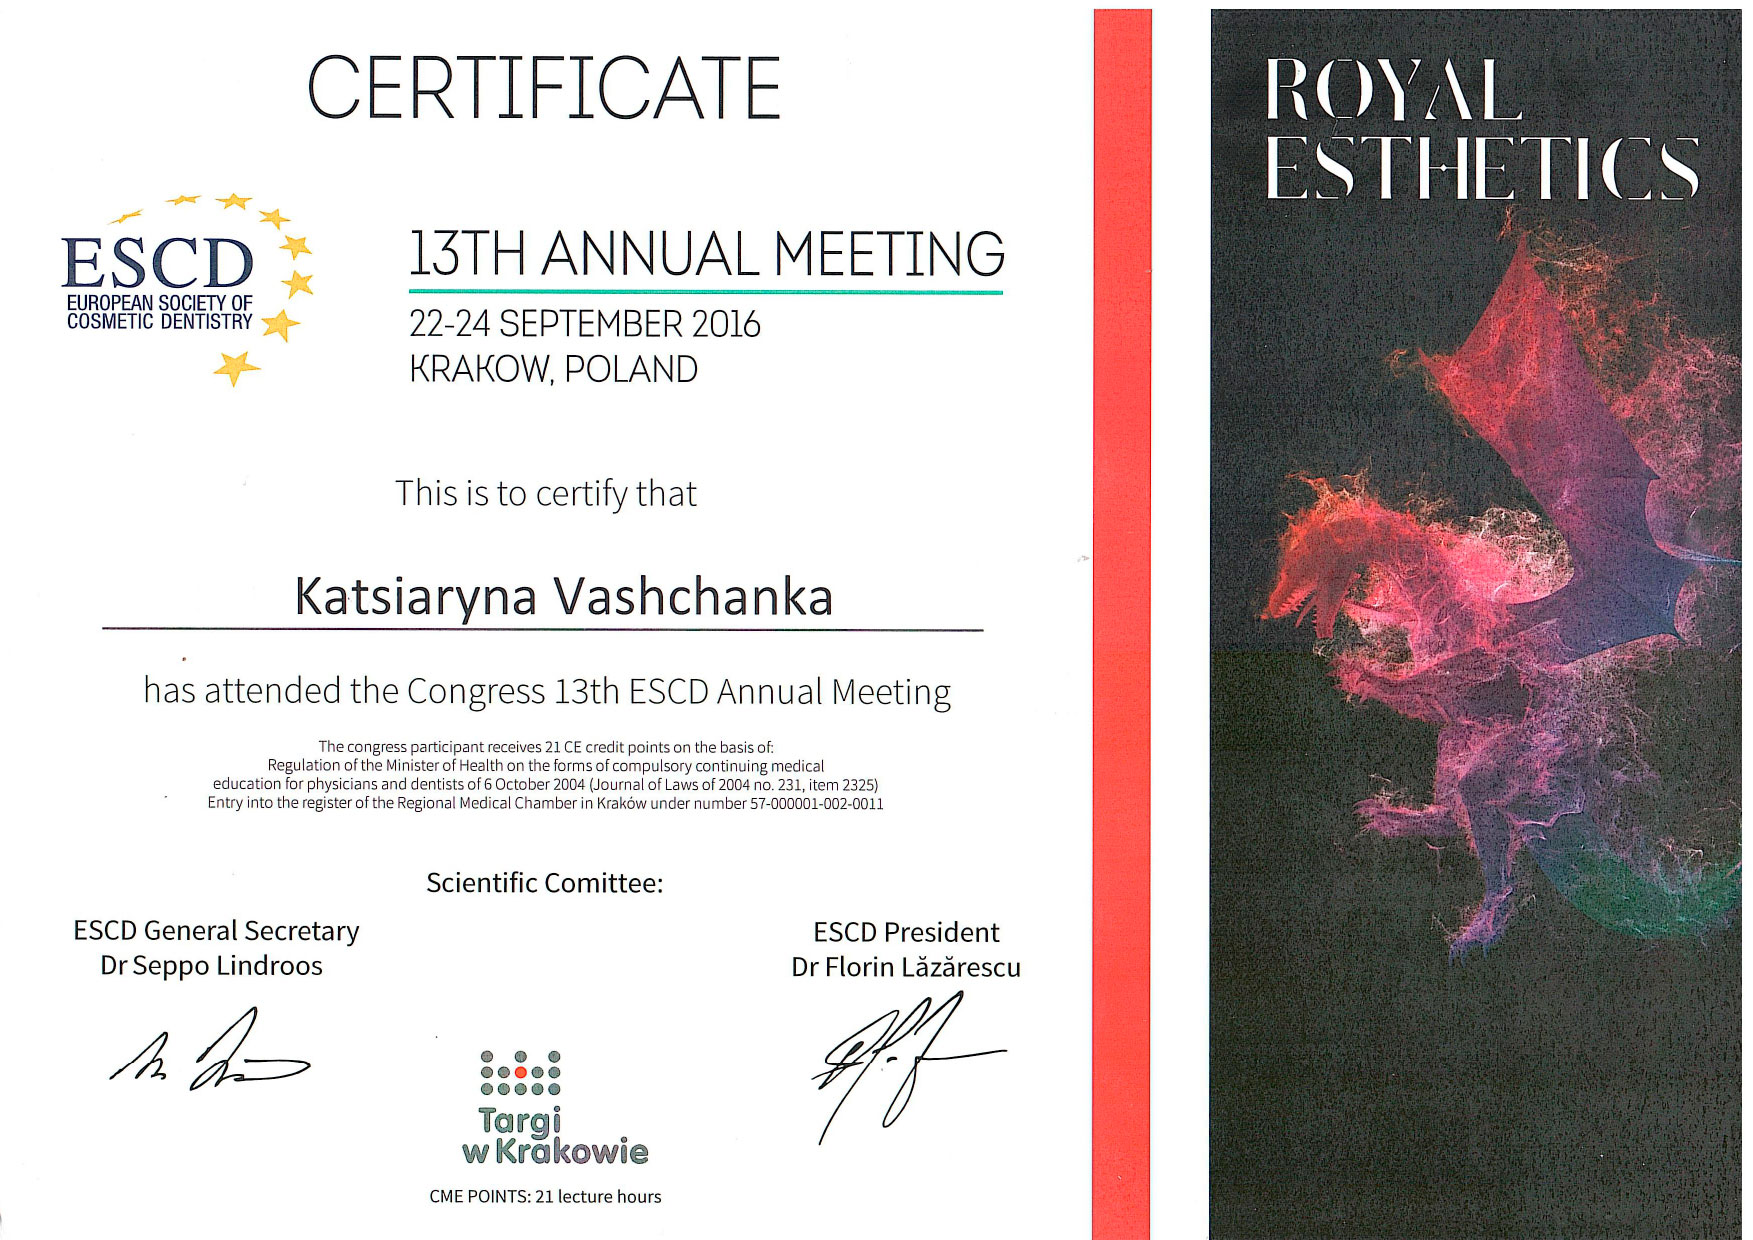 CERTIFICATE
ESCD
EUROPEAN SOCIETY OF
COSMETIC DENTISTRY
13TH ANNUAL MEETING
22-24 SEPTEMBER 2016
KRAKOW, POLAND
This is to certify that
Katsiaryna Vashchanka
has attended the Congress 13th ESCD Annual Meeting
The congress participant receives 21 CE credit points on the basis of:
Regulation of the Minister of Health on the forms of compulsory continuing medical
education for physicians and dentists of 6 October 2004 (Journal of Laws of 2004 no. 231, item 2325)
Entry into the register of the Regional Medical Chamber in Kraków under number 57-000001-002-0011
Scientific Comittee:
ESCD General Secretary
Dr Seppo Lindroos
ESCD President
Dr Florin Lăzărescu
Targi
w Krakowie
CME POINTS: 21 lecture hours
ROYAL
ESTHETICS